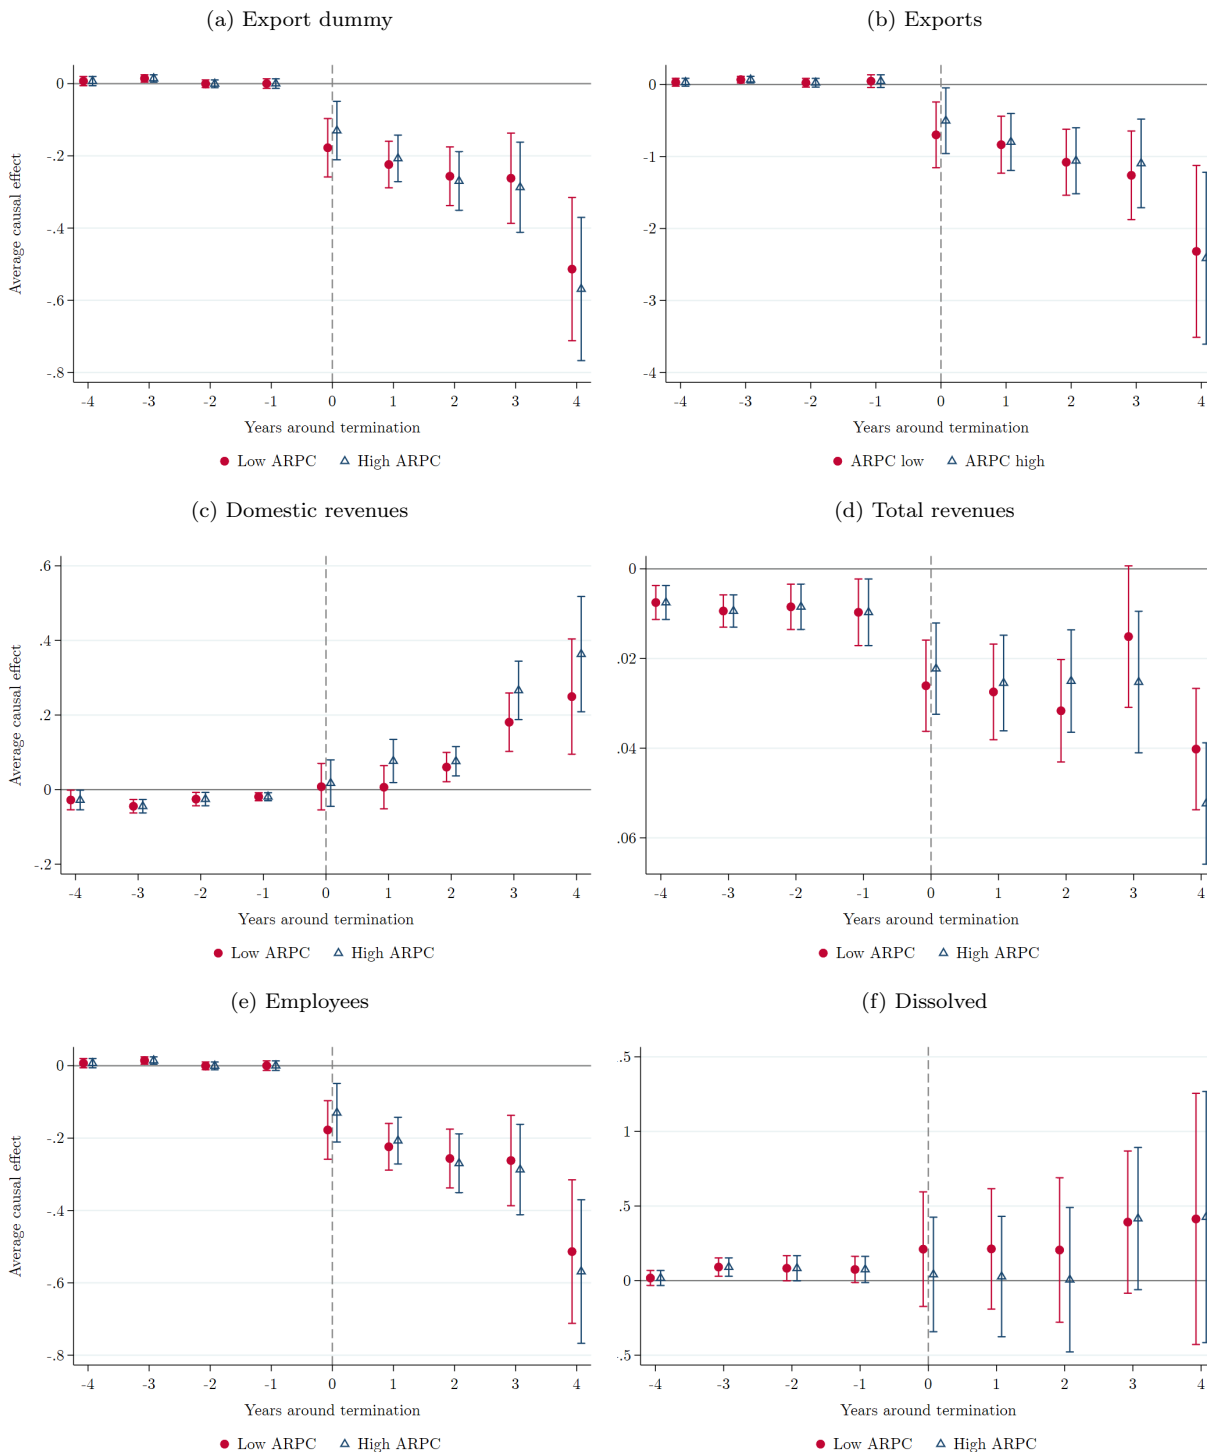 (a) Export dummy
Average causal effect
0
-.2
-.4
-.6
-.8
-4 -3 -2 -1 0 1 2 3 4
Years around termination
Low ARPC High ARPC
(b) Exports
0
-1
-2
-3
-4
-4 -3 -2 -1 0 1 2 3 4
Years around termination
ARPC low ARPC high
(c) Domestic revenues
Average causal effect
.6
.4
.2
0
-.2
-4 -3 -2 -1 0 1 2 3 4
Years around termination
Low ARPC High ARPC
(d) Total revenues
0
.02
.04
.06
-4 -3 -2 -1 0 1 2 3 4
Years around termination
Low ARPC High ARPC
(e) Employees
Average causal effect
0
-.2
-.4
-.6
-.8
-4 -3 -2 -1 0 1 2 3 4
Years around termination
Low ARPC High ARPC
(f) Dissolved
.5
1
.5
0
.5
-4 -3 -2 -1 0 1 2 3 4
Years around termination
Low ARPC High ARPC